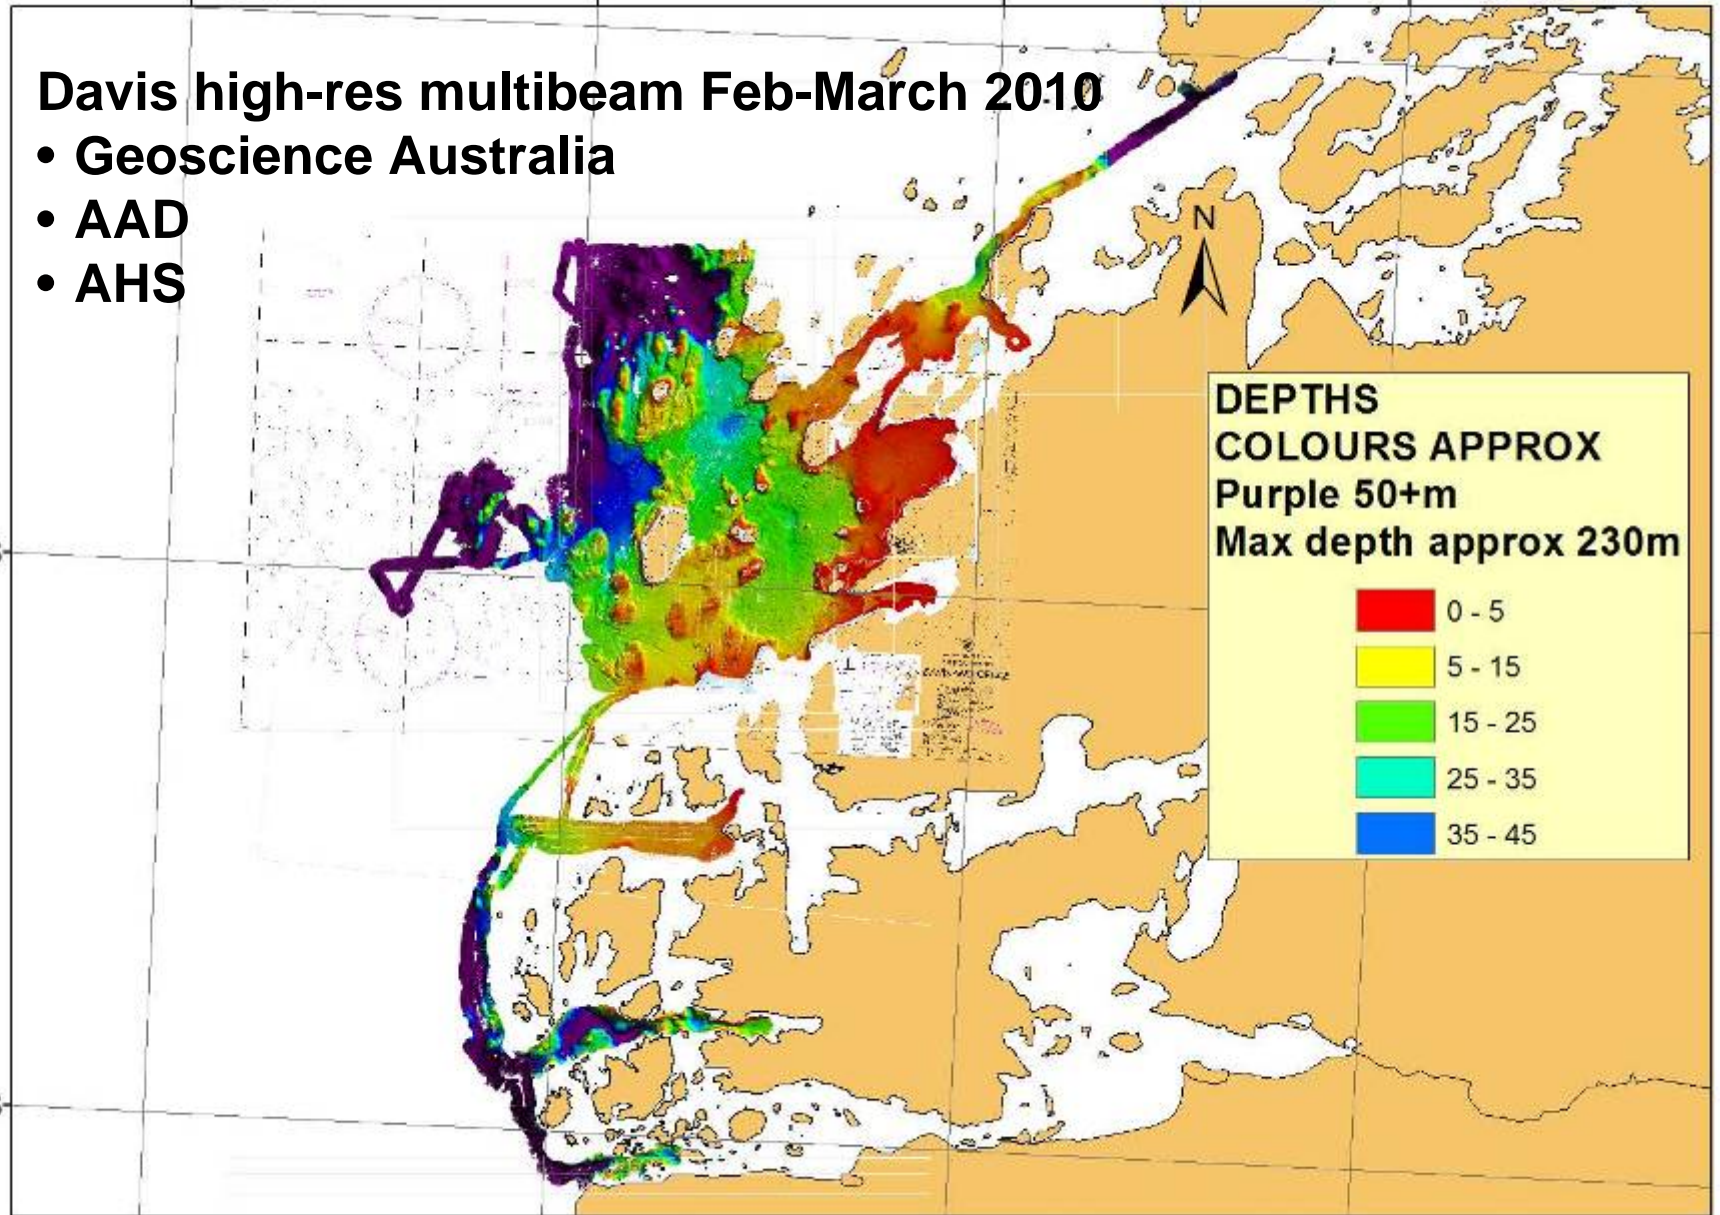 Davis high-res multibeam Feb-March 2010
• Geoscience Australia
• AAD
• AHS
N
DEPTHS
COLOURS APPROX
Purple 50+m
Max depth approx 230m
0 - 5
5 - 15
15 - 25
25 - 35
35 - 45